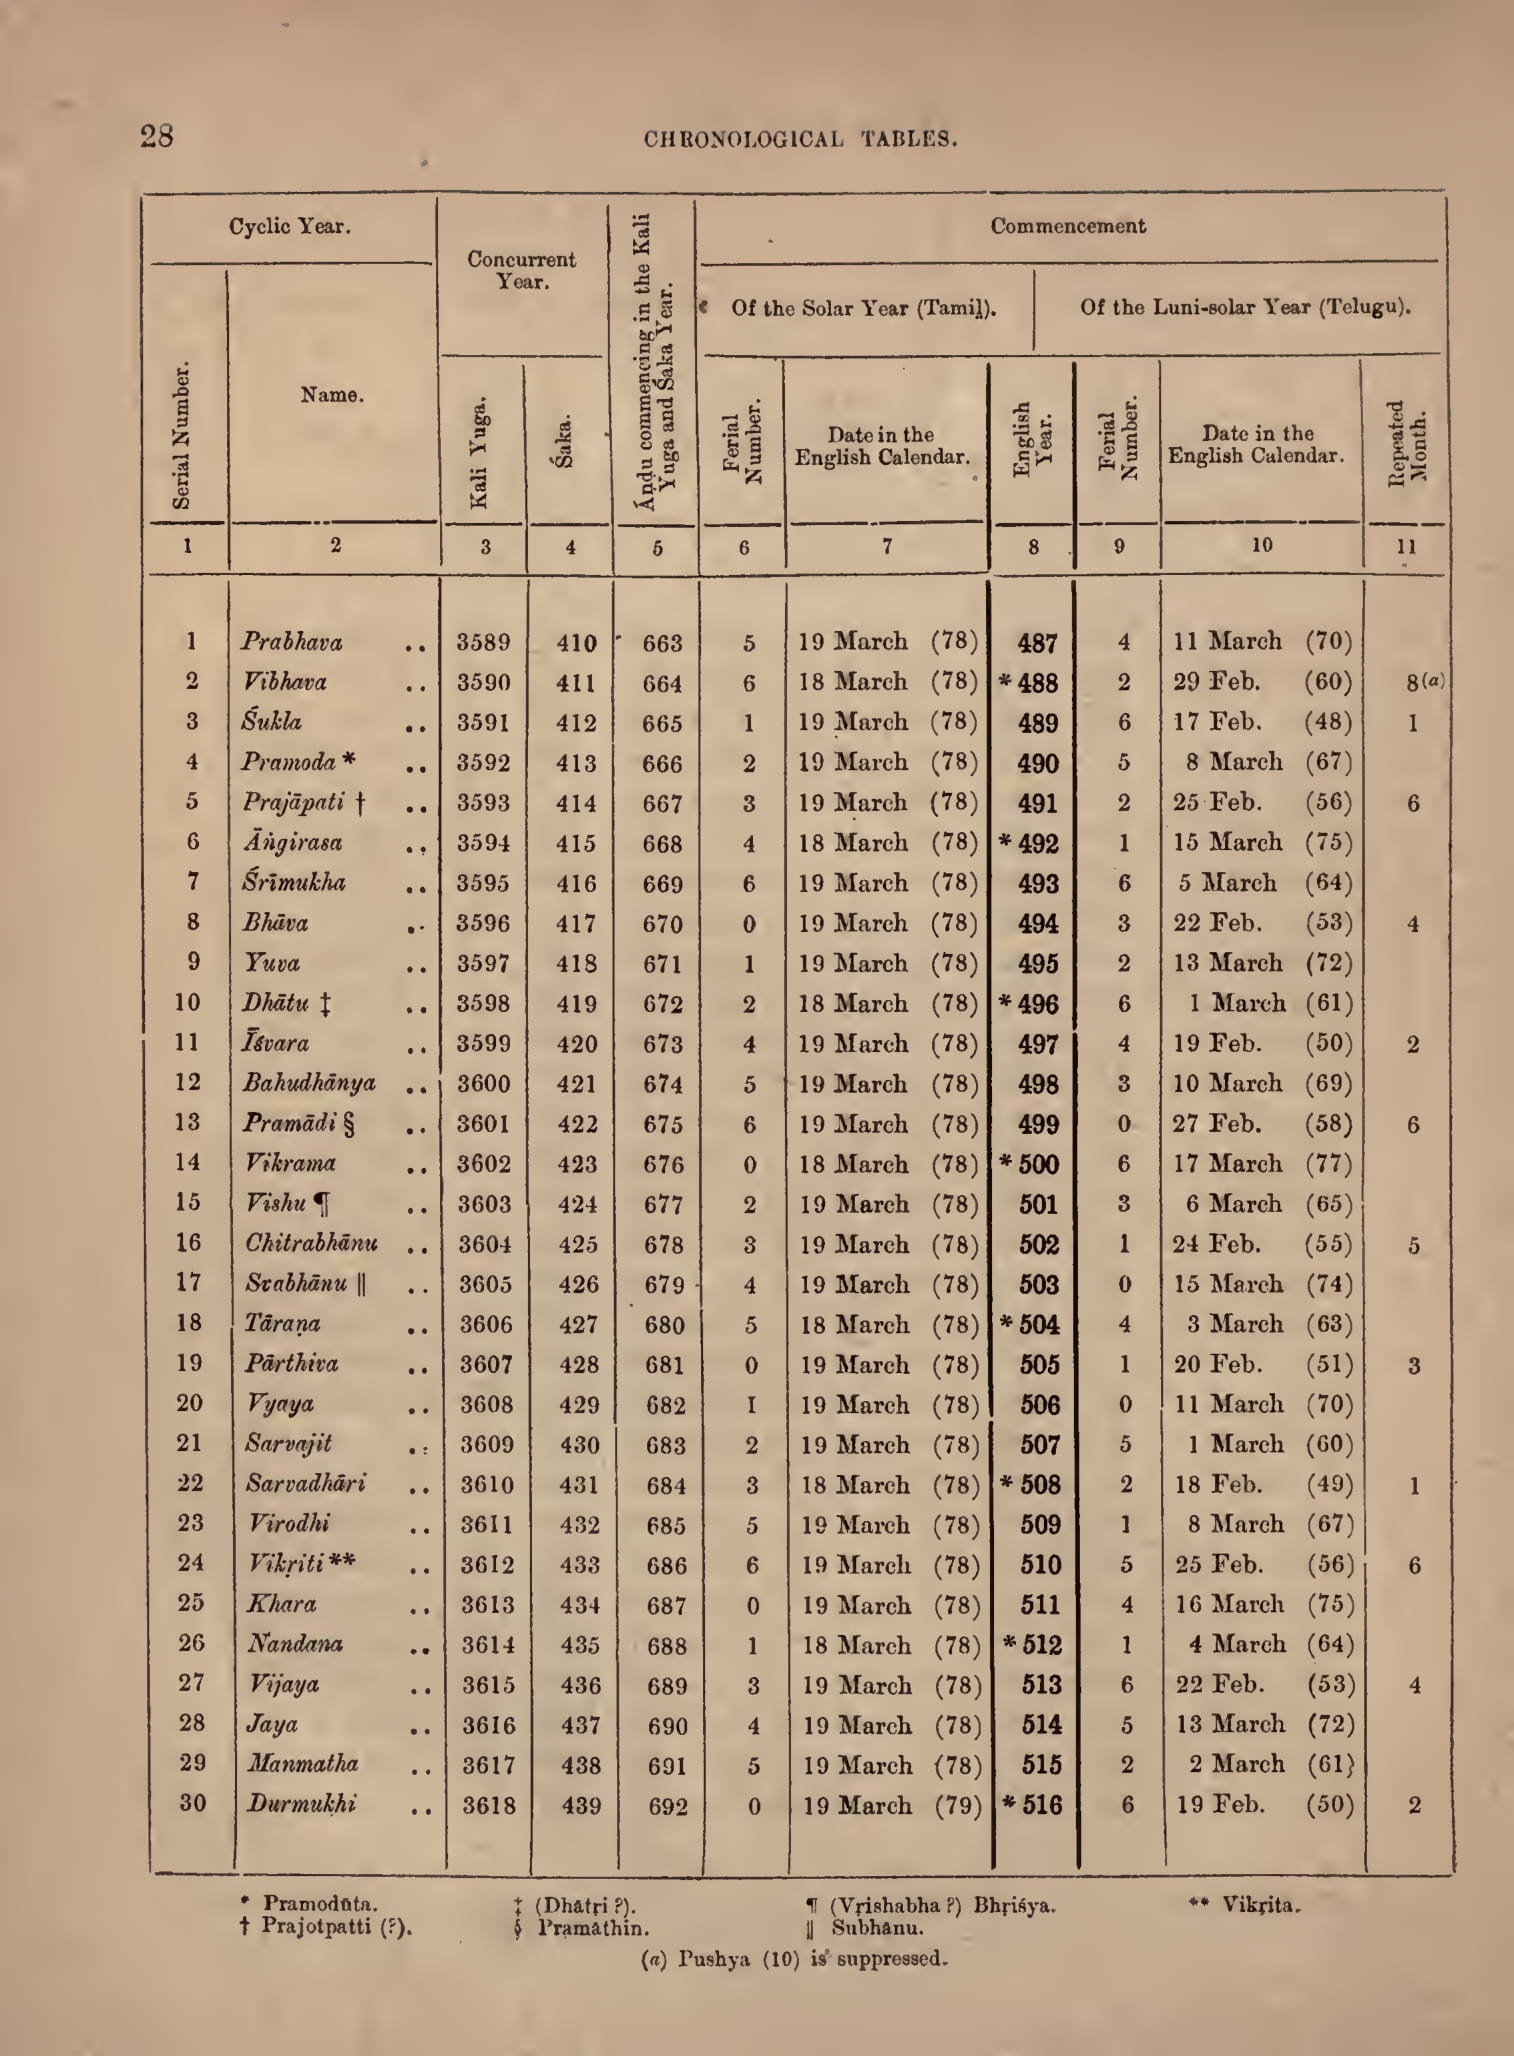 28
CHRONOLOGICAL TABLES.
Cyclic Year.
Concurrent Year.
Āṇḍu commencing in the Kali Yuga and Śaka Year.
Commencement
Of the Solar Year (Tamiḻ).
Of the Luni-solar Year (Telugu).
Serial Number.
Name.
Kali Yuga.
Śaka.
Ferial Number.
Date in the English Calendar.
English Year.
Ferial Number.
Date in the English Calendar.
Repeated Month.
1 2 3 4 5 6 7 8 9 10 11
1 Prabhava .. 3589 410 663 5 19 March (78) 487 4 11 March (70)
2 Vibhava .. 3590 411 664 6 18 March (78) *488 2 29 Feb. (60) 8(a)
3 Śukla .. 3591 412 665 1 19 March (78) 489 6 17 Feb. (48) 1
4 Pramoda * .. 3592 413 666 2 19 March (78) 490 5 8 March (67)
5 Prajāpati † .. 3593 414 667 3 19 March (78) 491 2 25 Feb. (56) 6
6 Āṅgirasa .. 3594 415 668 4 18 March (78) *492 1 15 March (75)
7 Śrīmukha .. 3595 416 669 6 19 March (78) 493 6 5 March (64)
8 Bhāva .. 3596 417 670 0 19 March (78) 494 3 22 Feb. (53) 4
9 Yuva .. 3597 418 671 1 19 March (78) 495 2 13 March (72)
10 Dhātu ‡ .. 3598 419 672 2 18 March (78) *496 6 1 March (61)
11 Īśvara .. 3599 420 673 4 19 March (78) 497 4 19 Feb. (50) 2
12 Bahudhānya .. 3600 421 674 5 19 March (78) 498 3 10 March (69)
13 Pramādi § .. 3601 422 675 6 19 March (78) 499 0 27 Feb. (58) 6
14 Vikrama .. 3602 423 676 0 18 March (78) *500 6 17 March (77)
15 Vishu ¶ .. 3603 424 677 2 19 March (78) 501 3 6 March (65)
16 Chitrabhānu .. 3604 425 678 3 19 March (78) 502 1 24 Feb. (55) 5
17 Svabhānu ‖ .. 3605 426 679 4 19 March (78) 503 0 15 March (74)
18 Tāraṇa .. 3606 427 680 5 18 March (78) *504 4 3 March (63)
19 Pārthiva .. 3607 428 681 0 19 March (78) 505 1 20 Feb. (51) 3
20 Vyaya .. 3608 429 682 1 19 March (78) 506 0 11 March (70)
21 Sarvajit .. 3609 430 683 2 19 March (78) 507 5 1 March (60)
22 Sarvadhāri .. 3610 431 684 3 18 March (78) *508 2 18 Feb. (49) 1
23 Virodhi .. 3611 432 685 5 19 March (78) 509 1 8 March (67)
24 Vikṛiti ** .. 3612 433 686 6 19 March (78) 510 5 25 Feb. (56) 6
25 Khara .. 3613 434 687 0 19 March (78) 511 4 16 March (75)
26 Nandana .. 3614 435 688 1 18 March (78) *512 1 4 March (64)
27 Vijaya .. 3615 436 689 3 19 March (78) 513 6 22 Feb. (53) 4
28 Jaya .. 3616 437 690 4 19 March (78) 514 5 13 March (72)
29 Manmatha .. 3617 438 691 5 19 March (78) 515 2 2 March (61)
30 Durmukhi .. 3618 439 692 0 19 March (79) *516 6 19 Feb. (50) 2
* Pramodūta. ‡ (Dhātṛi ?). ¶ (Vṛishabha ?) Bhṛiśya. ** Vikṛita.
† Prajotpatti (?). § Pramāthin. ‖ Subhānu.
(a) Pushya (10) is suppressed.